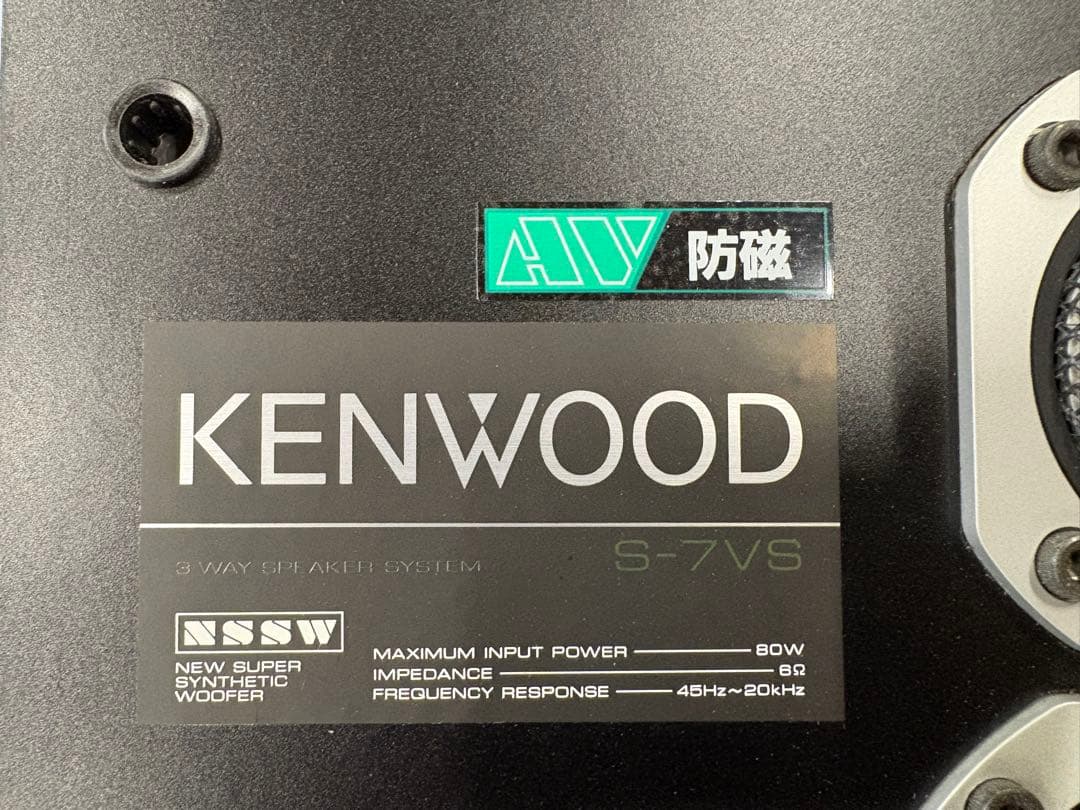 AV 防磁
KENWOOD
S-7VS
3 WAY SPEAKER SYSTEM
NSSW
NEW SUPER
SYNTHETIC
WOOFER
MAXIMUM INPUT POWER 80W
IMPEDANCE 6Ω
FREQUENCY RESPONSE 45Hz~20kHz